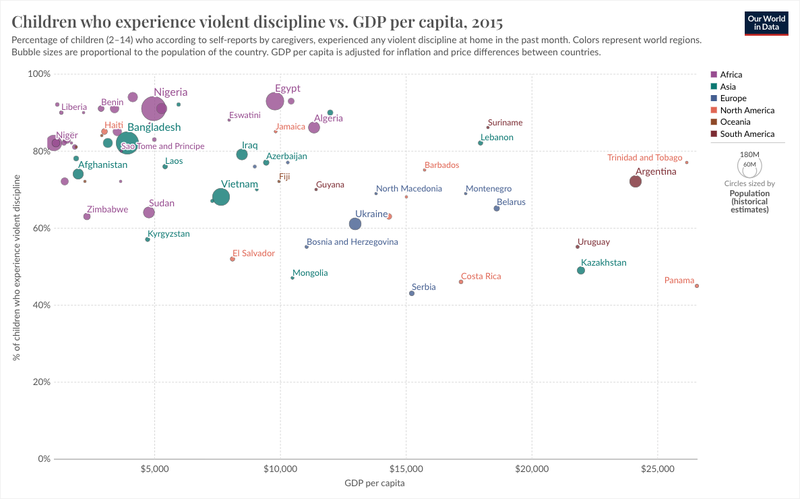 Children who experience violent discipline vs. GDP per capita, 2015
Our World
in Data
Percentage of children (2–14) who according to self-reports by caregivers, experienced any violent discipline at home in the past month. Colors represent world regions.
Bubble sizes are proportional to the population of the country. GDP per capita is adjusted for inflation and price differences between countries.
100%
80%
60%
40%
20%
0%
% of children who experience violent discipline
Liberia
Benin
Nigeria
Egypt
Haiti
Bangladesh
Eswatini
Jamaica
Algeria
Suriname
Lebanon
Niger
Sao Tome and Principe
Iraq
Azerbaijan
Trinidad and Tobago
Afghanistan
Laos
Fiji
Barbados
Argentina
Vietnam
Guyana
North Macedonia
Montenegro
Zimbabwe
Sudan
Ukraine
Belarus
Kyrgyzstan
Bosnia and Herzegovina
Uruguay
El Salvador
Mongolia
Serbia
Costa Rica
Kazakhstan
Panama
$5,000
$10,000
$15,000
$20,000
$25,000
GDP per capita
Africa
Asia
Europe
North America
Oceania
South America
180M
60M
Circles sized by
Population
(historical
estimates)